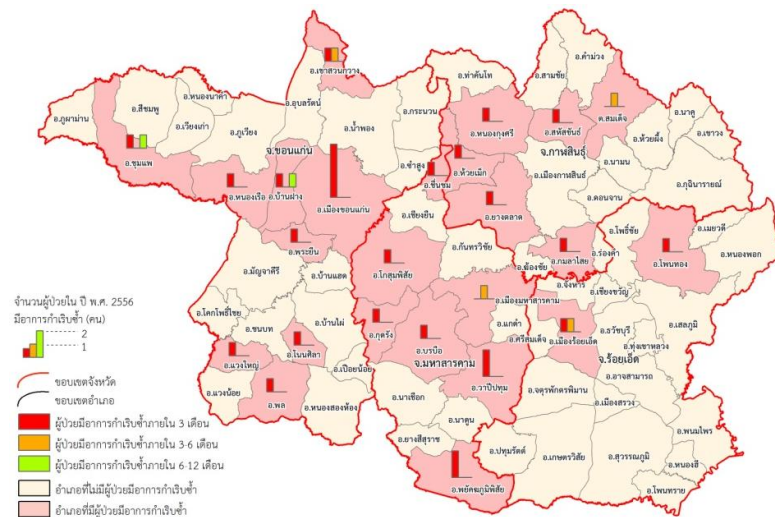 อ.เขาสวนกวาง
อ.ท่าคันโท
อ.สามชัย
อ.คำม่วง
อ.ภูผาม่าน
อ.สีชมพู
อ.หนองนาคำ
อ.เวียงเก่า
อ.ภูเวียง
อ.อุบลรัตน์
อ.น้ำพอง
อ.กระนวน
อ.หนองกุงศรี
อ.สหัสขันธ์
อ.สมเด็จ
อ.นาคู
อ.ห้วยผึ้ง
อ.เขาวง
อ.ชุมแพ
จ.ขอนแก่น
อ.ซำสูง
อ.ห้วยเม็ก
จ.กาฬสินธุ์
อ.นามน
อ.กุฉินารายณ์
อ.หนองเรือ
อ.บ้านฝาง
อ.เมืองขอนแก่น
อ.ชื่นชม
อ.เมืองกาฬสินธุ์
อ.ดอนจาน
อ.เชียงยืน
อ.ยางตลาด
อ.พระยืน
อ.กันทรวิชัย
อ.ฆ้องชัย
อ.กมลาไสย
อ.ร่องคำ
อ.โพธิ์ชัย
อ.เมยวดี
อ.โพนทอง
อ.หนองพอก
อ.มัญจาคีรี
อ.บ้านแฮด
อ.โกสุมพิสัย
อ.จังหาร
อ.เชียงขวัญ
อ.เมืองมหาสารคาม
อ.โคกโพธิ์ไชย
อ.ชนบท
อ.บ้านไผ่
อ.กุดรัง
อ.บรบือ
อ.แกดำ
อ.ศรีสมเด็จ
อ.เมืองร้อยเอ็ด
อ.ธวัชบุรี
อ.ทุ่งเขาหลวง
อ.เสลภูมิ
อ.แวงใหญ่
อ.โนนศิลา
อ.เปือยน้อย
จ.มหาสารคาม
อ.วาปีปทุม
จ.ร้อยเอ็ด
อ.อาจสามารถ
อ.แวงน้อย
อ.พล
อ.หนองสองห้อง
อ.นาเชือก
อ.จตุรพักตรพิมาน
อ.เมืองสรวง
อ.นาดูน
อ.ยางสีสุราช
อ.ปทุมรัตต์
อ.เกษตรวิสัย
อ.สุวรรณภูมิ
อ.พนมไพร
อ.หนองฮี
อ.พยัคฆภูมิพิสัย
อ.โพนทราย
จำนวนผู้ป่วยใน ปี พ.ศ. 2556
มีอาการกำเริบซ้ำ (คน)
2
1
ขอบเขตจังหวัด
ขอบเขตอำเภอ
ผู้ป่วยมีอาการกำเริบซ้ำภายใน 3 เดือน
ผู้ป่วยมีอาการกำเริบซ้ำภายใน 3-6 เดือน
ผู้ป่วยมีอาการกำเริบซ้ำภายใน 6-12 เดือน
อำเภอที่ไม่มีผู้ป่วยมีอาการกำเริบซ้ำ
อำเภอที่มีผู้ป่วยมีอาการกำเริบซ้ำ